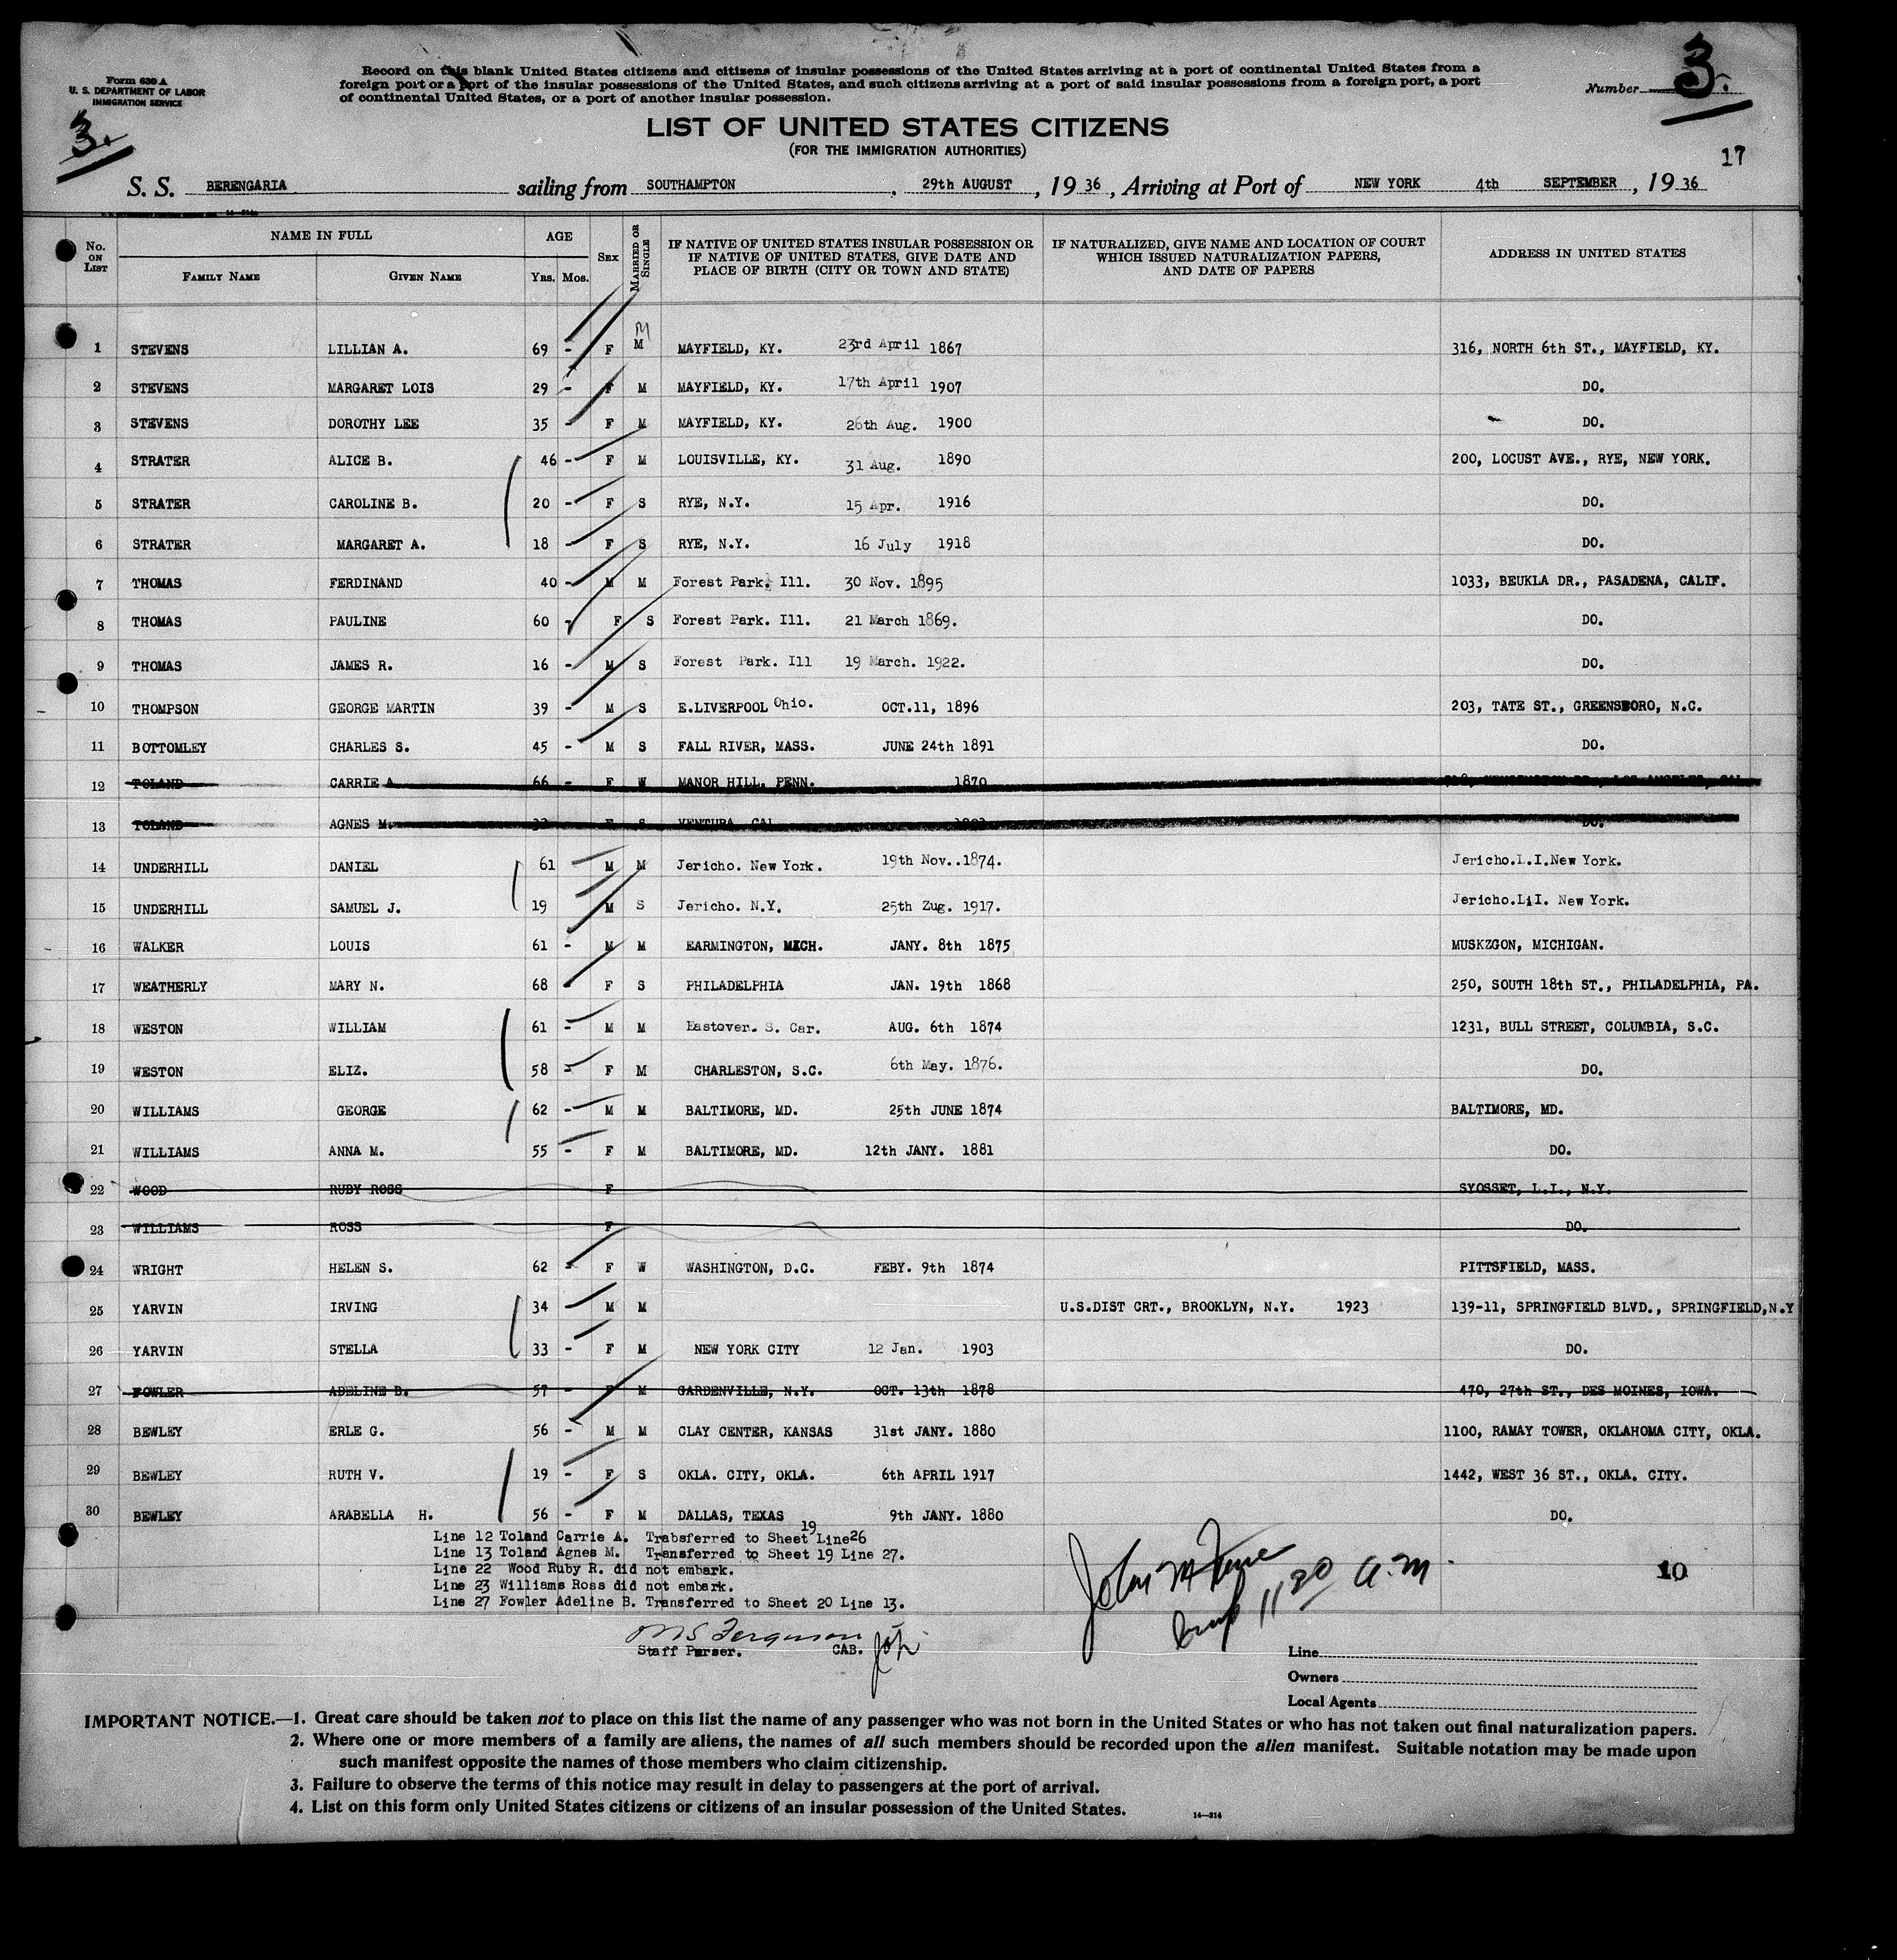 Form 630 A
U. S. DEPARTMENT OF LABOR
IMMIGRATION SERVICE
Record on this blank United States citizens and citizens of insular possessions of the United States arriving at a port of continental United States from a
foreign port or a port of the insular possessions of the United States, and such citizens arriving at a port of said insular possessions from a foreign port, a port
of continental United States, or a port of another insular possession.
Number 3.
3.
LIST OF UNITED STATES CITIZENS
(FOR THE IMMIGRATION AUTHORITIES)
17
S. S. BERENGARIA sailing from SOUTHAMPTON, 29th AUGUST, 1936, Arriving at Port of NEW YORK 4th SEPTEMBER, 1936
No. ON LIST NAME IN FULL FAMILY NAME GIVEN NAME AGE Yrs. Mos. SEX MARRIED OR SINGLE IF NATIVE OF UNITED STATES INSULAR POSSESSION OR IF NATIVE OF UNITED STATES, GIVE DATE AND PLACE OF BIRTH (CITY OR TOWN AND STATE) IF NATURALIZED, GIVE NAME AND LOCATION OF COURT WHICH ISSUED NATURALIZATION PAPERS, AND DATE OF PAPERS ADDRESS IN UNITED STATES
1 STEVENS LILLIAN A. 69 - F M MAYFIELD, KY. 23rd April 1867 316, NORTH 6th ST., MAYFIELD, KY.
2 STEVENS MARGARET LOIS 29 - F M MAYFIELD, KY. 17th April 1907 DO.
3 STEVENS DOROTHY LEE 35 - F M MAYFIELD, KY. 26th Aug. 1900 DO.
4 STRATER ALICE B. 46 - F M LOUISVILLE, KY. 31 Aug. 1890 200, LOCUST AVE., RYE, NEW YORK.
5 STRATER CAROLINE B. 20 - F S RYE, N.Y. 15 Apr. 1916 DO.
6 STRATER MARGARET A. 18 - F S RYE, N.Y. 16 July 1918 DO.
7 THOMAS FERDINAND 40 - M M Forest Park. Ill. 30 Nov. 1895 1033, BEUKLA DR., PASADENA, CALIF.
8 THOMAS PAULINE 60 - F S Forest Park. Ill. 21 March 1869. DO.
9 THOMAS JAMES R. 16 - M S Forest Park. Ill 19 March. 1922. DO.
10 THOMPSON GEORGE MARTIN 39 - M S E.LIVERPOOL Ohio. OCT.11, 1896 203, TATE ST., GREENSBORO, N.C.
11 BOTTOMLEY CHARLES S. 45 - M S FALL RIVER, MASS. JUNE 24th 1891 DO.
12 TOLAND CARRIE A. 66 - F W MANOR HILL, PENN. 1870
13 TOLAND AGNES M. F S VENTURA, CAL DO.
14 UNDERHILL DANIEL 61 M M Jericho. New York. 19th Nov..1874. Jericho.L.I.New York.
15 UNDERHILL SAMUEL J. 19 M S Jericho. N.Y. 25th Zug. 1917. Jericho.LiI. New York.
16 WALKER LOUIS 61 - M M EARMINGTON, MICH. JANY. 8th 1875 MUSKZGON, MICHIGAN.
17 WEATHERLY MARY N. 68 - F S PHILADELPHIA JAN. 19th 1868 250, SOUTH 18th ST., PHILADELPHIA, PA.
18 WESTON WILLIAM 61 - M M Eastover. S. Car. AUG. 6th 1874 1231, BULL STREET, COLUMBIA, S.C.
19 WESTON ELIZ. 58 - F M CHARLESTON, S.C. 6th May. 1876. DO.
20 WILLIAMS GEORGE 62 - M M BALTIMORE, MD. 25th JUNE 1874 BALTIMORE, MD.
21 WILLIAMS ANNA M. 55 - F M BALTIMORE, MD. 12th JANY. 1881 DO.
22 WOOD RUBY ROSS F SYOSSET, L.I., N.Y.
23 WILLIAMS ROSS F DO.
24 WRIGHT HELEN S. 62 - F W WASHINGTON, D.C. FEBY. 9th 1874 PITTSFIELD, MASS.
25 YARVIN IRVING 34 M M U.S.DIST CRT., BROOKLYN, N.Y. 1923 139-11, SPRINGFIELD BLVD., SPRINGFIELD,N.Y
26 YARVIN STELLA 33 - F M NEW YORK CITY 12 Jan. 1903 DO.
27 FOWLER ADELINE B. 57 - F M GARDENVILLE, N.Y. OCT. 13th 1878 470, 27th ST., DES MOINES, IOWA.
28 BEWLEY ERLE G. 56 - M M CLAY CENTER, KANSAS 31st JANY. 1880 1100, RAMAY TOWER, OKLAHOMA CITY, OKLA.
29 BEWLEY RUTH V. 19 - F S OKLA. CITY, OKLA. 6th APRIL 1917 1442, WEST 36 ST., OKLA. CITY.
30 BEWLEY ARABELLA H. 56 - F M DALLAS, TEXAS 9th JANY. 1880 DO.
Line 12 Toland Carrie A. Trabsferred to Sheet 19 Line26
Line 13 Toland Agnes M. Transferred to Sheet 19 Line 27.
Line 22 Wood Ruby R. did not embark.
Line 23 Williams Ross did not embark.
Line 27 Fowler Adeline B. Transferred to Sheet 20 Line 13.
John M
11 30 a.m.
10
M S Ferguson
Staff Purser. CAB.
Line
Owners
Local Agents
IMPORTANT NOTICE.—1. Great care should be taken not to place on this list the name of any passenger who was not born in the United States or who has not taken out final naturalization papers.
2. Where one or more members of a family are aliens, the names of all such members should be recorded upon the alien manifest. Suitable notation may be made upon
such manifest opposite the names of those members who claim citizenship.
3. Failure to observe the terms of this notice may result in delay to passengers at the port of arrival.
4. List on this form only United States citizens or citizens of an insular possession of the United States.
14—314